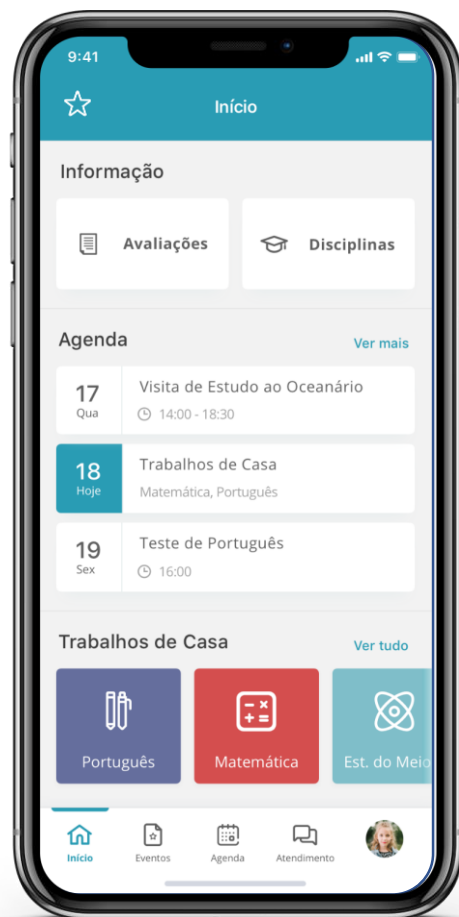 9:41
Início
Informação
Avaliações
Disciplinas
Agenda
Ver mais
17
Qua
Visita de Estudo ao Oceanário
14:00 - 18:30
18
Hoje
Trabalhos de Casa
Matemática, Português
19
Sex
Teste de Português
16:00
Trabalhos de Casa
Ver tudo
Português
Matemática
Est. do Meio
Início
Eventos
Agenda
Atendimento